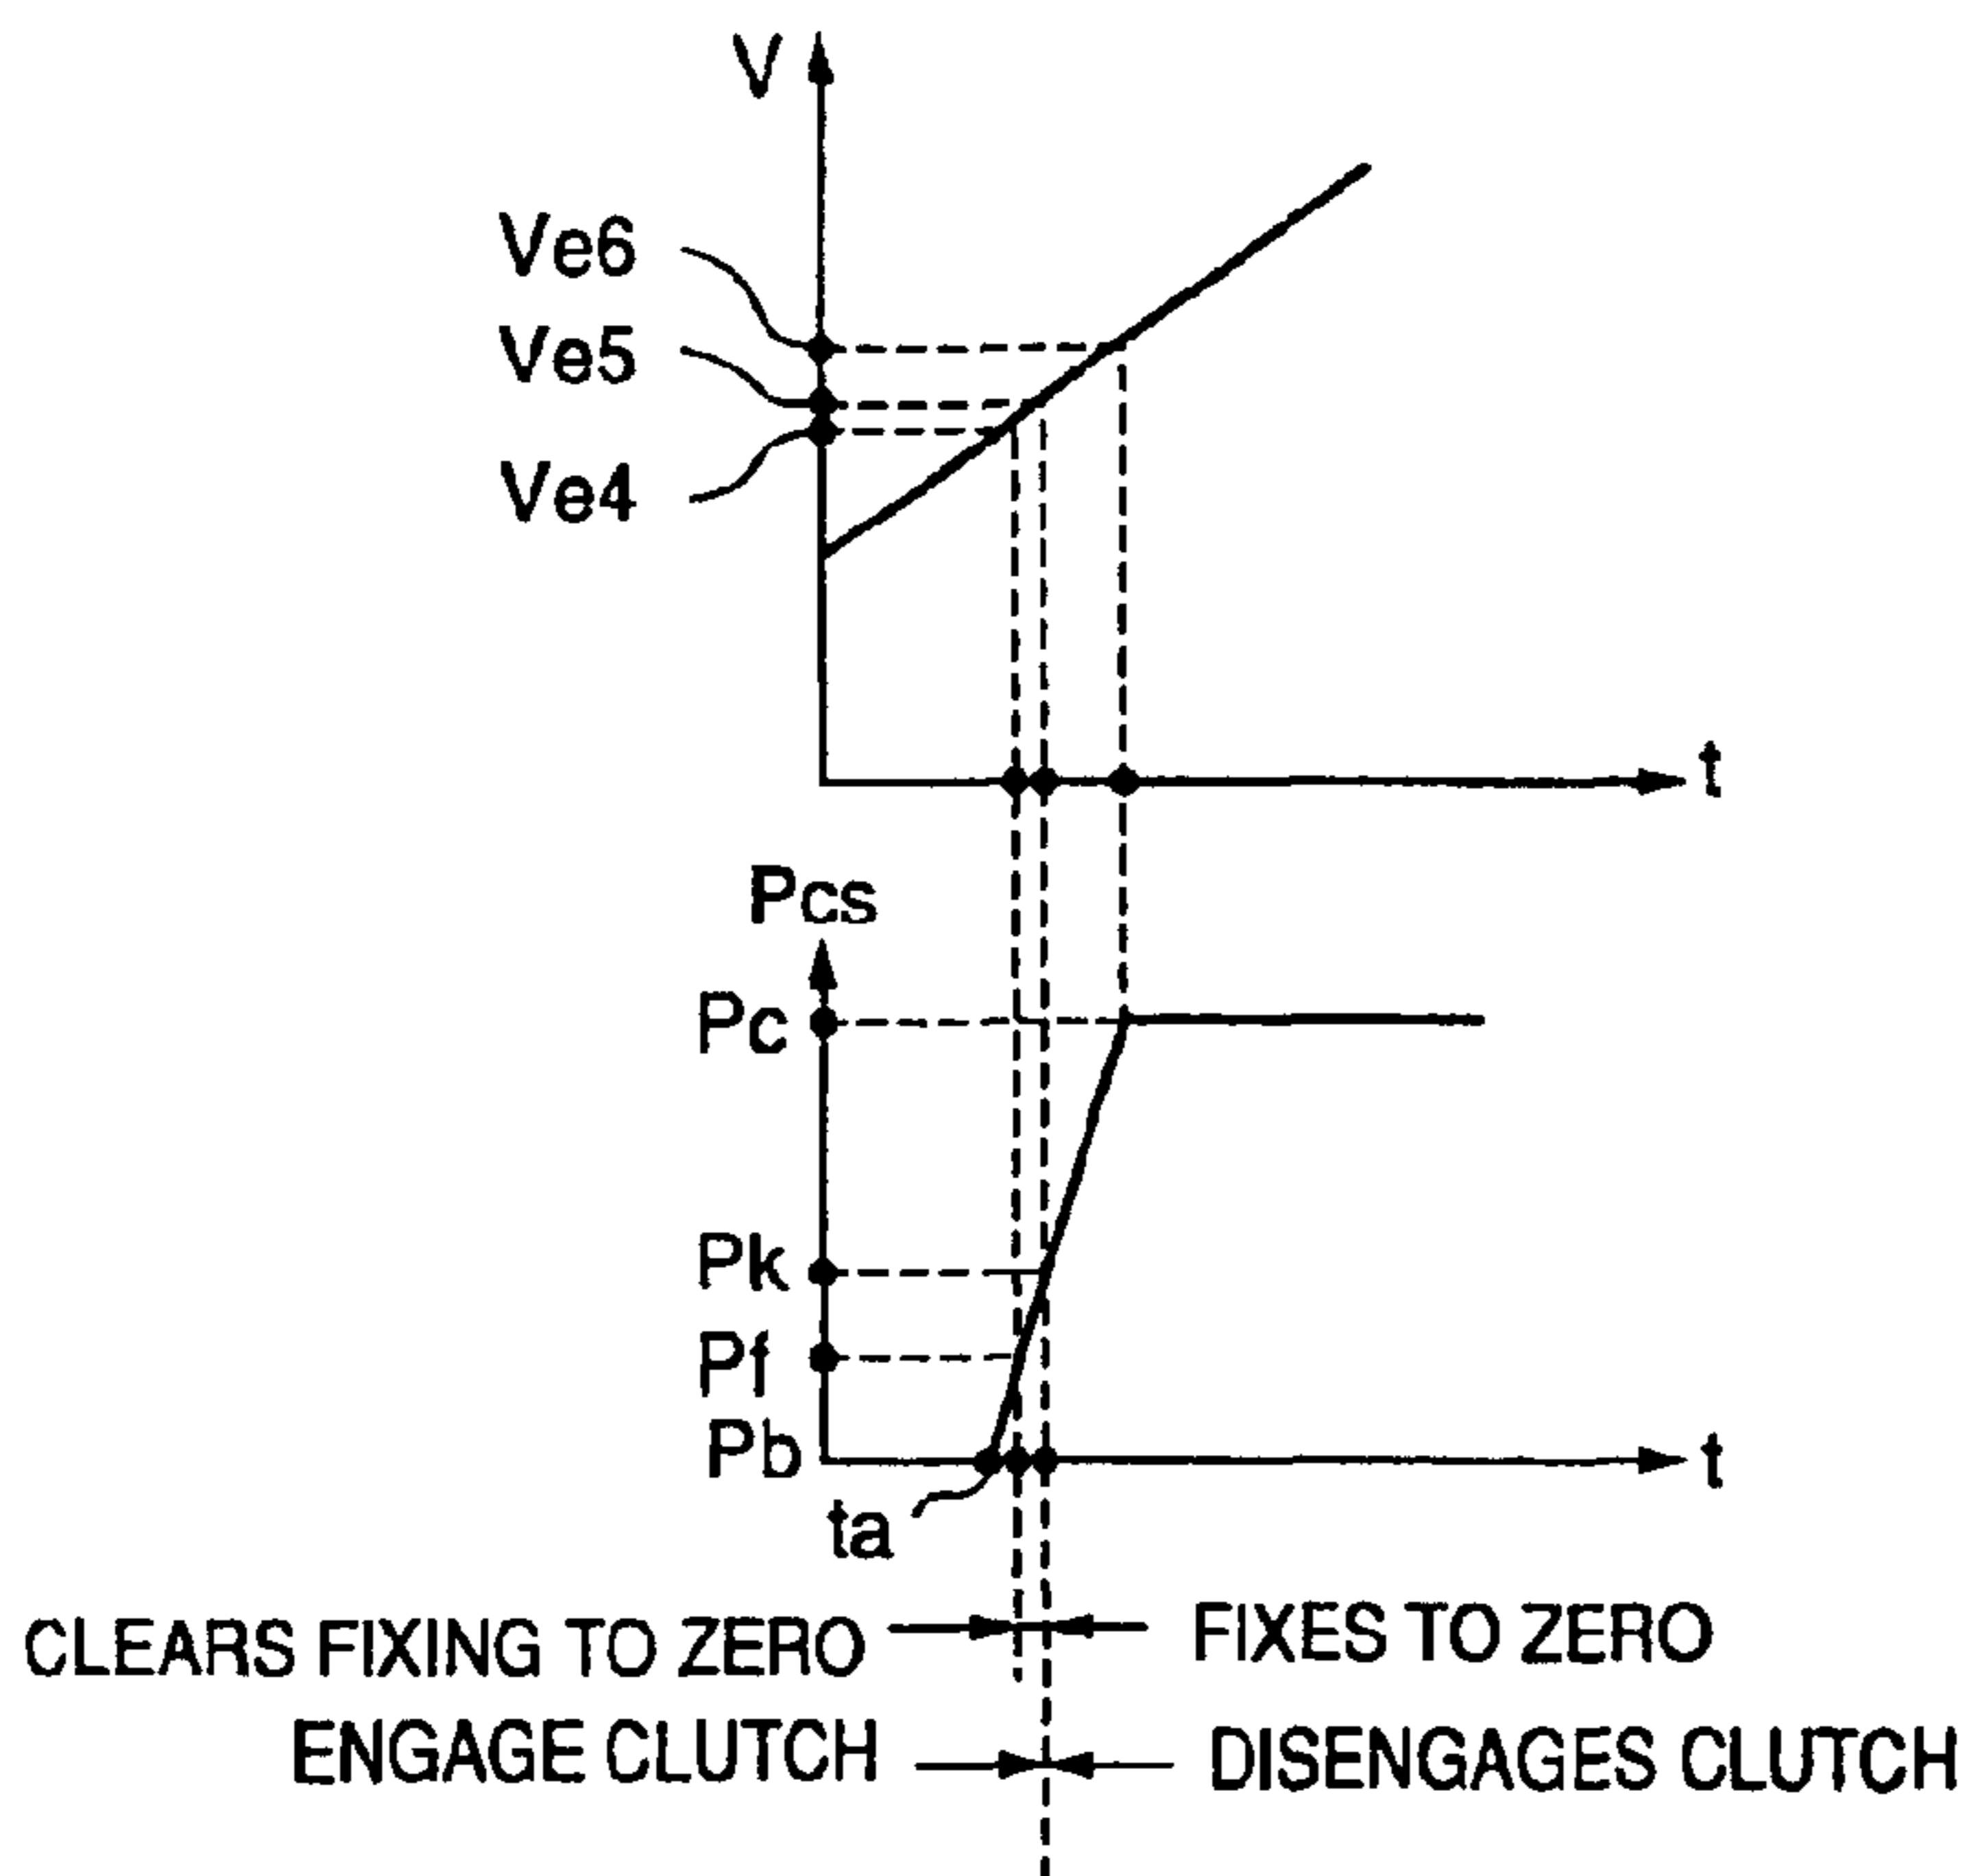 V
Ve6
Ve5
Ve4
t
Pcs
Pc
Pk
Pf
Pb
t
ta
CLEARS FIXING TO ZERO
FIXES TO ZERO
ENGAGE CLUTCH
DISENGAGES CLUTCH